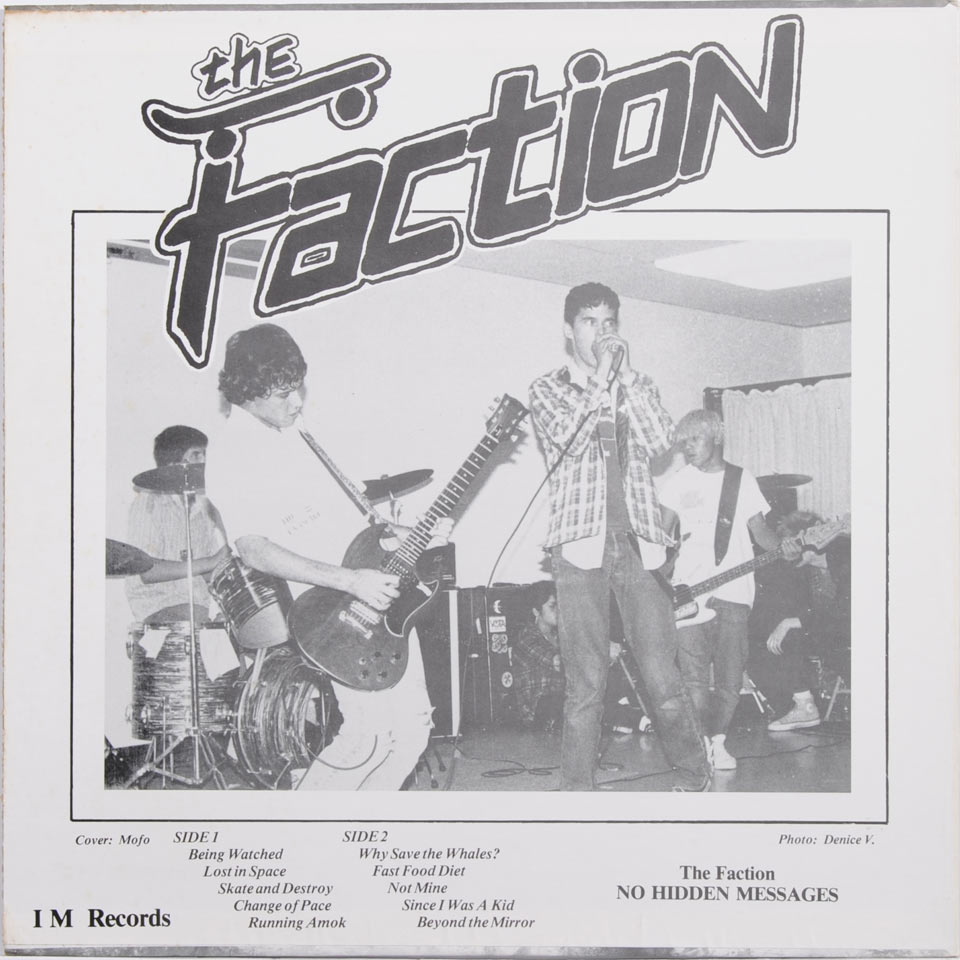 the
Faction
Cover: Mofo
SIDE 1
Being Watched
Lost in Space
Skate and Destroy
Change of Pace
Running Amok
SIDE 2
Why Save the Whales?
Fast Food Diet
Not Mine
Since I Was A Kid
Beyond the Mirror
Photo: Denice V.
The Faction
NO HIDDEN MESSAGES
I M Records